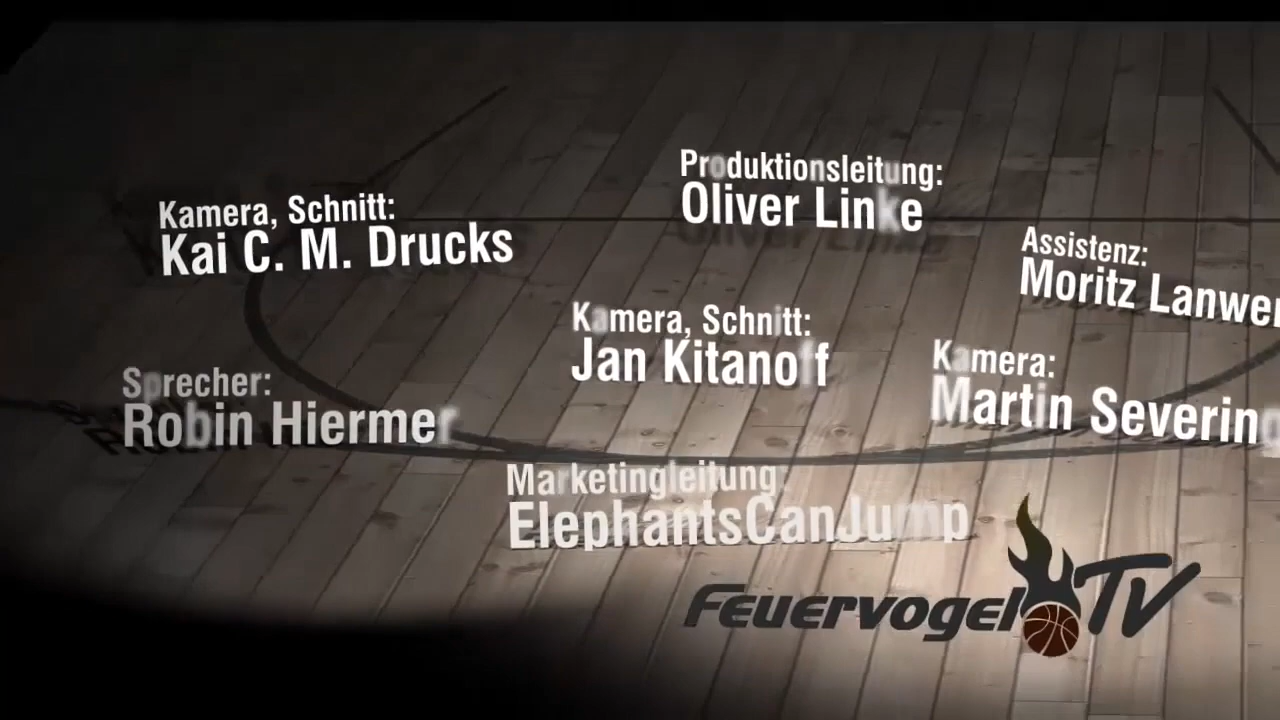 Produktionsleitung:
Oliver Linke
Kamera, Schnitt:
Kai C. M. Drucks
Assistenz:
Moritz
Kamera, Schnitt:
Jan Kitanoff
Kamera:
Martin
Sprecher:
Robin Hiermer
Marketingleitung:
ElephantsCanJump
Feuervogel TV